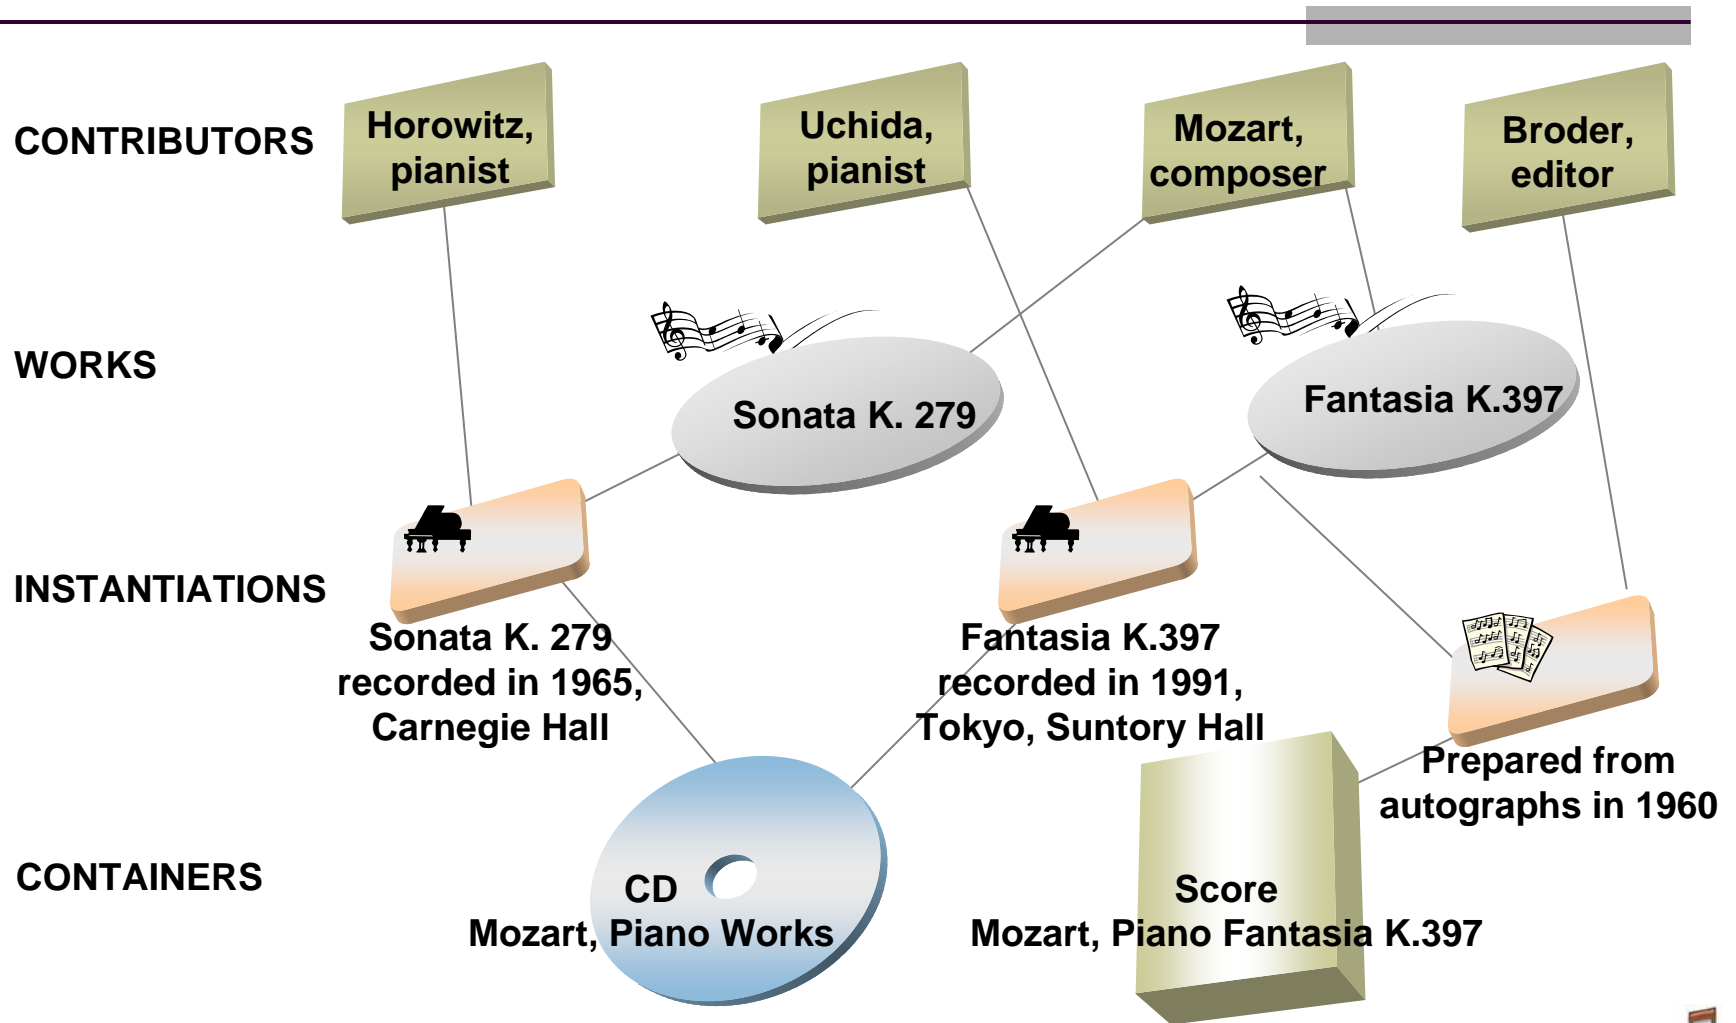 CONTRIBUTORS
Horowitz,
pianist
Uchida,
pianist
Mozart,
composer
Broder,
editor
WORKS
Sonata K. 279
Fantasia K.397
INSTANTIATIONS
Sonata K. 279
recorded in 1965,
Carnegie Hall
Fantasia K.397
recorded in 1991,
Tokyo, Suntory Hall
Prepared from
autographs in 1960
CONTAINERS
CD
Mozart, Piano Works
Score
Mozart, Piano Fantasia K.397